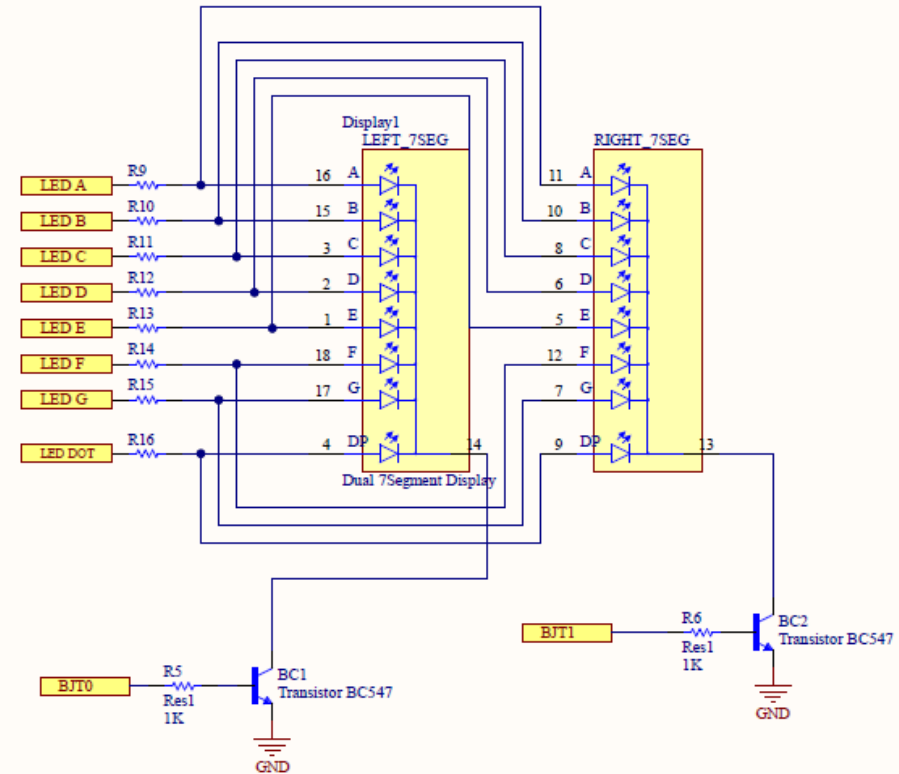 Display1
LEFT_7SEG
RIGHT_7SEG
LED A
R9
16
A
11
A
LED B
R10
15
B
10
B
LED C
R11
3
C
8
C
LED D
R12
2
D
6
D
LED E
R13
1
E
5
E
LED F
R14
18
F
12
F
LED G
R15
17
G
7
G
LED DOT
R16
4
DP
14
9
DP
13
Dual 7Segment Display
BJT1
R6
Res1
1K
BC2
Transistor BC547
GND
BJT0
R5
Res1
1K
BC1
Transistor BC547
GND